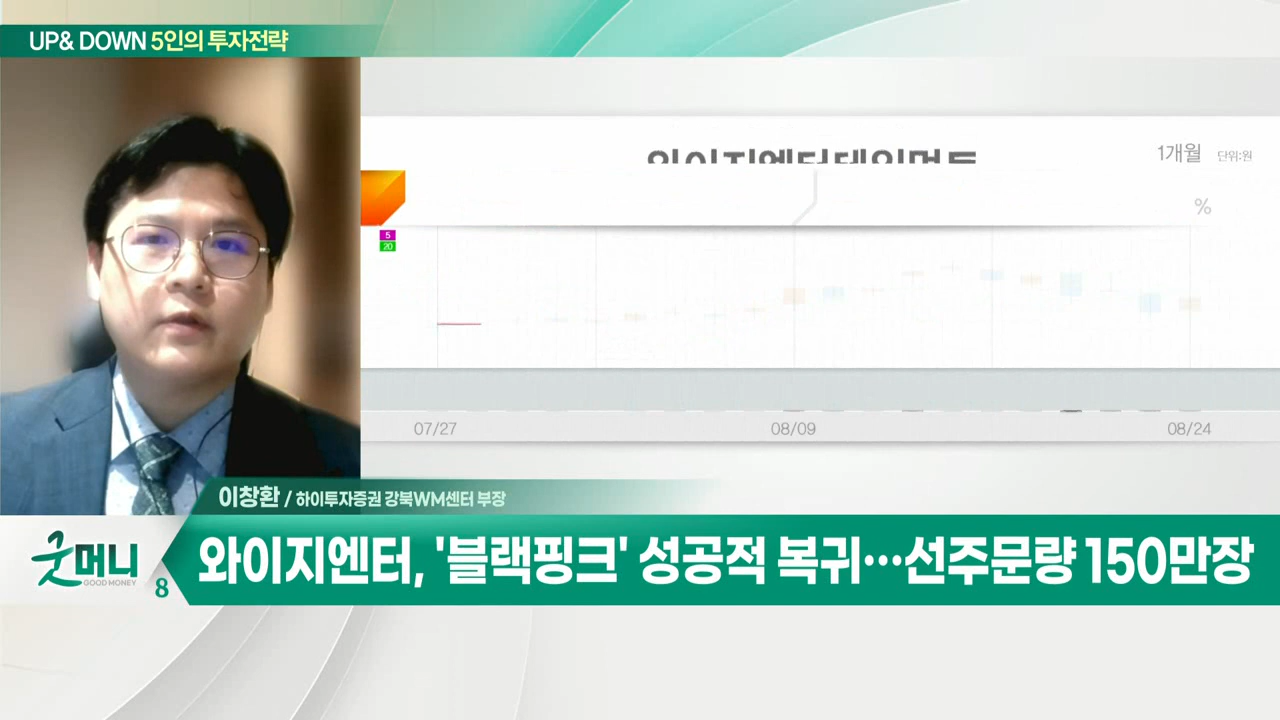 UP& DOWN 5인의 투자전략
1개월 단위:원
%
5
20
07/27 08/09 08/24
이창환 / 하이투자증권 강북WM센터 부장
굿머니
GOOD MONEY
8
와이지엔터, '블랙핑크' 성공적 복귀…선주문량 150만장